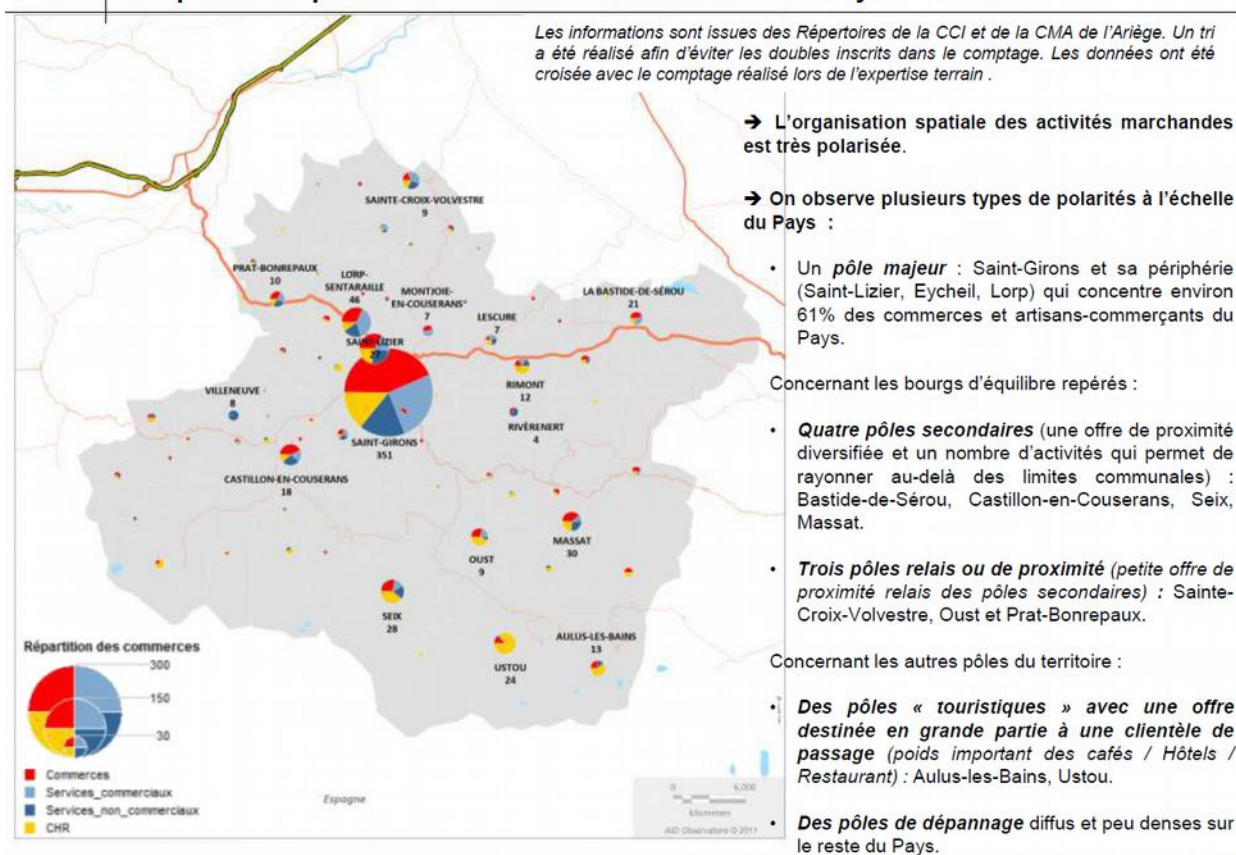 Les informations sont issues des Répertoires de la CCI et de la CMA de l'Ariège. Un tri
a été réalisé afin d'éviter les doubles inscrits dans le comptage. Les données ont été
croisée avec le comptage réalisé lors de l'expertise terrain .
➔ L'organisation spatiale des activités marchandes
est très polarisée.
➔ On observe plusieurs types de polarités à l'échelle
du Pays :
• Un pôle majeur : Saint-Girons et sa périphérie
(Saint-Lizier, Eycheil, Lorp) qui concentre environ
61% des commerces et artisans-commerçants du
Pays.
Concernant les bourgs d'équilibre repérés :
• Quatre pôles secondaires (une offre de proximité
diversifiée et un nombre d'activités qui permet de
rayonner au-delà des limites communales) :
Bastide-de-Sérou, Castillon-en-Couserans, Seix,
Massat.
• Trois pôles relais ou de proximité (petite offre de
proximité relais des pôles secondaires) : Sainte-
Croix-Volvestre, Oust et Prat-Bonrepaux.
Concernant les autres pôles du territoire :
• Des pôles « touristiques » avec une offre
destinée en grande partie à une clientèle de
passage (poids important des cafés / Hôtels /
Restaurant) : Aulus-les-Bains, Ustou.
• Des pôles de dépannage diffus et peu denses sur
le reste du Pays.
SAINTE-CROIX-VOLVESTRE
9
PRAT-BONREPAUX
10
LORP-
SENTARAILLE
46
MONTJOIE-
EN-COUSERANS
7
LESCURE
7
LA BASTIDE-DE-SÉROU
21
SAINT-LIZIER
27
RIMONT
12
VILLENEUVE
8
RIVÈRENERT
4
SAINT-GIRONS
351
CASTILLON-EN-COUSERANS
18
MASSAT
30
OUST
9
SEIX
28
AULUS-LES-BAINS
13
USTOU
24
Répartition des commerces
300
150
30
Commerces
Services_commerciaux
Services_non_commerciaux
CHR
Espagne
0 6,000
kilomètres
AID Observatoire © 2011